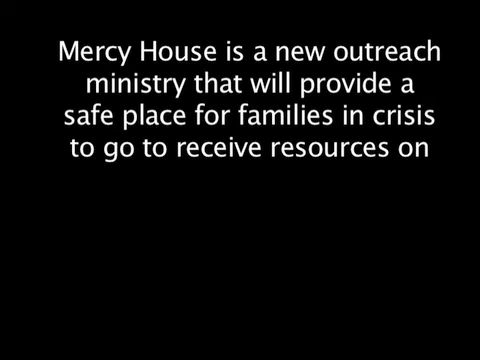 Mercy House is a new outreach
ministry that will provide a
safe place for families in crisis
to go to receive resources on